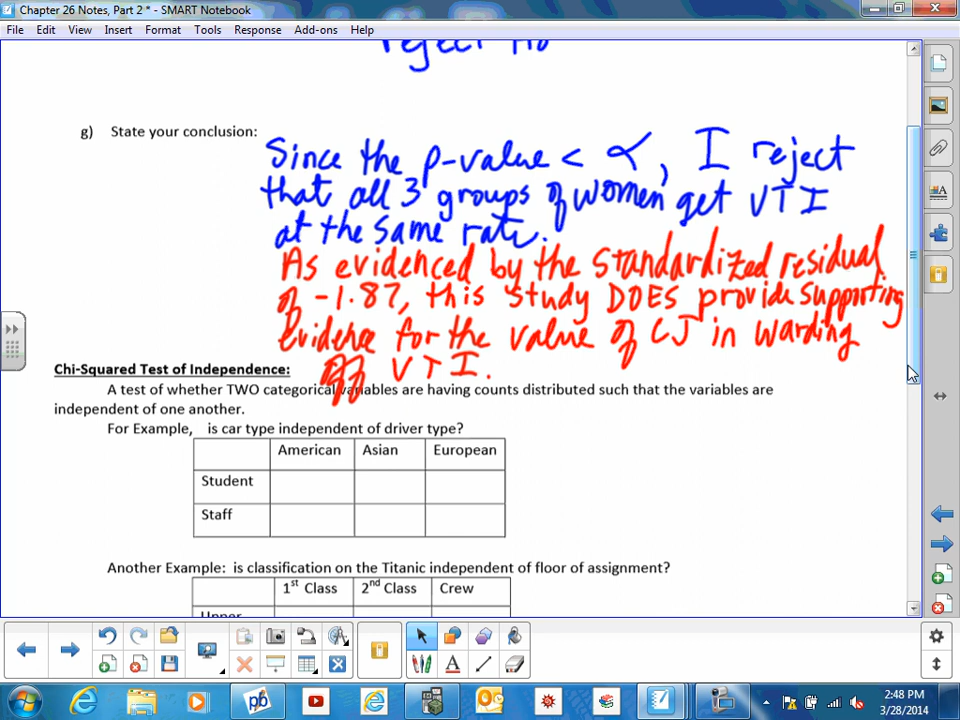 Chapter 26 Notes, Part 2 * - SMART Notebook
File Edit View Insert Format Tools Response Add-ons Help
reject Ho
g) State your conclusion:
Since the p-value < α, I reject
that all 3 groups of women get VTI
at the same rate.
As evidenced by the standardized residual
of -1.87, this study DOES provide supporting
evidence for the value of CJ in warding
off VTI.
Chi-Squared Test of Independence:
A test of whether TWO categorical variables are having counts distributed such that the variables are
independent of one another.
For Example, is car type independent of driver type?
American Asian European
Student
Staff
Another Example: is classification on the Titanic independent of floor of assignment?
1st Class 2nd Class Crew
Upper
2:48 PM
3/28/2014